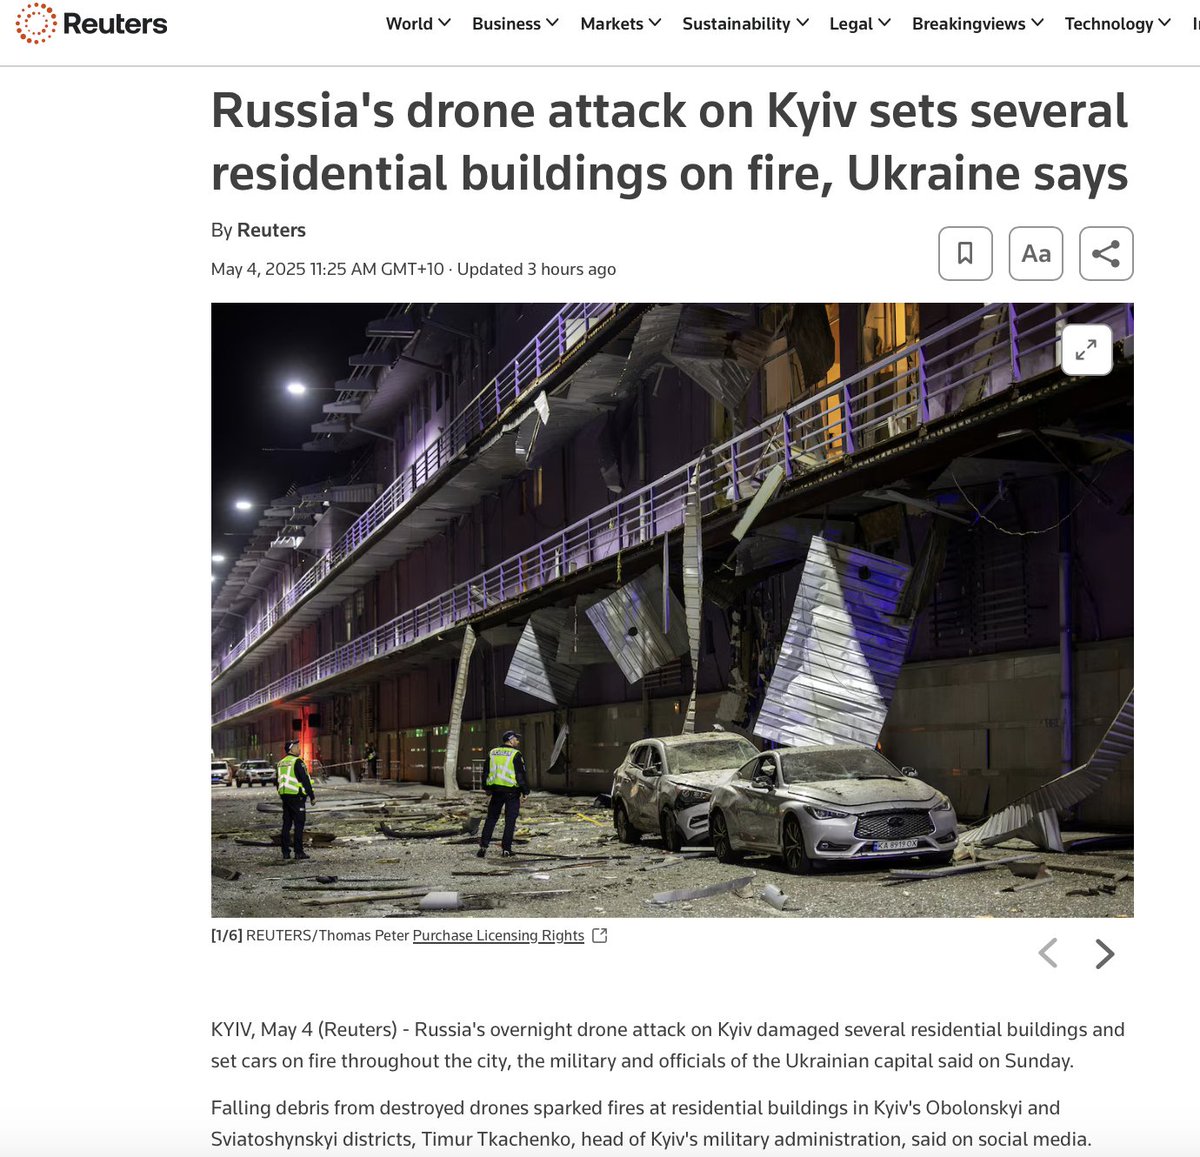 Reuters
World Business Markets Sustainability Legal Breakingviews Technology
Russia's drone attack on Kyiv sets several
residential buildings on fire, Ukraine says
By Reuters
May 4, 2025 11:25 AM GMT+10 · Updated 3 hours ago
Aa
KA 8919 OX
[1/6] REUTERS/Thomas Peter Purchase Licensing Rights
KYIV, May 4 (Reuters) - Russia's overnight drone attack on Kyiv damaged several residential buildings and
set cars on fire throughout the city, the military and officials of the Ukrainian capital said on Sunday.
Falling debris from destroyed drones sparked fires at residential buildings in Kyiv's Obolonskyi and
Sviatoshynskyi districts, Timur Tkachenko, head of Kyiv's military administration, said on social media.